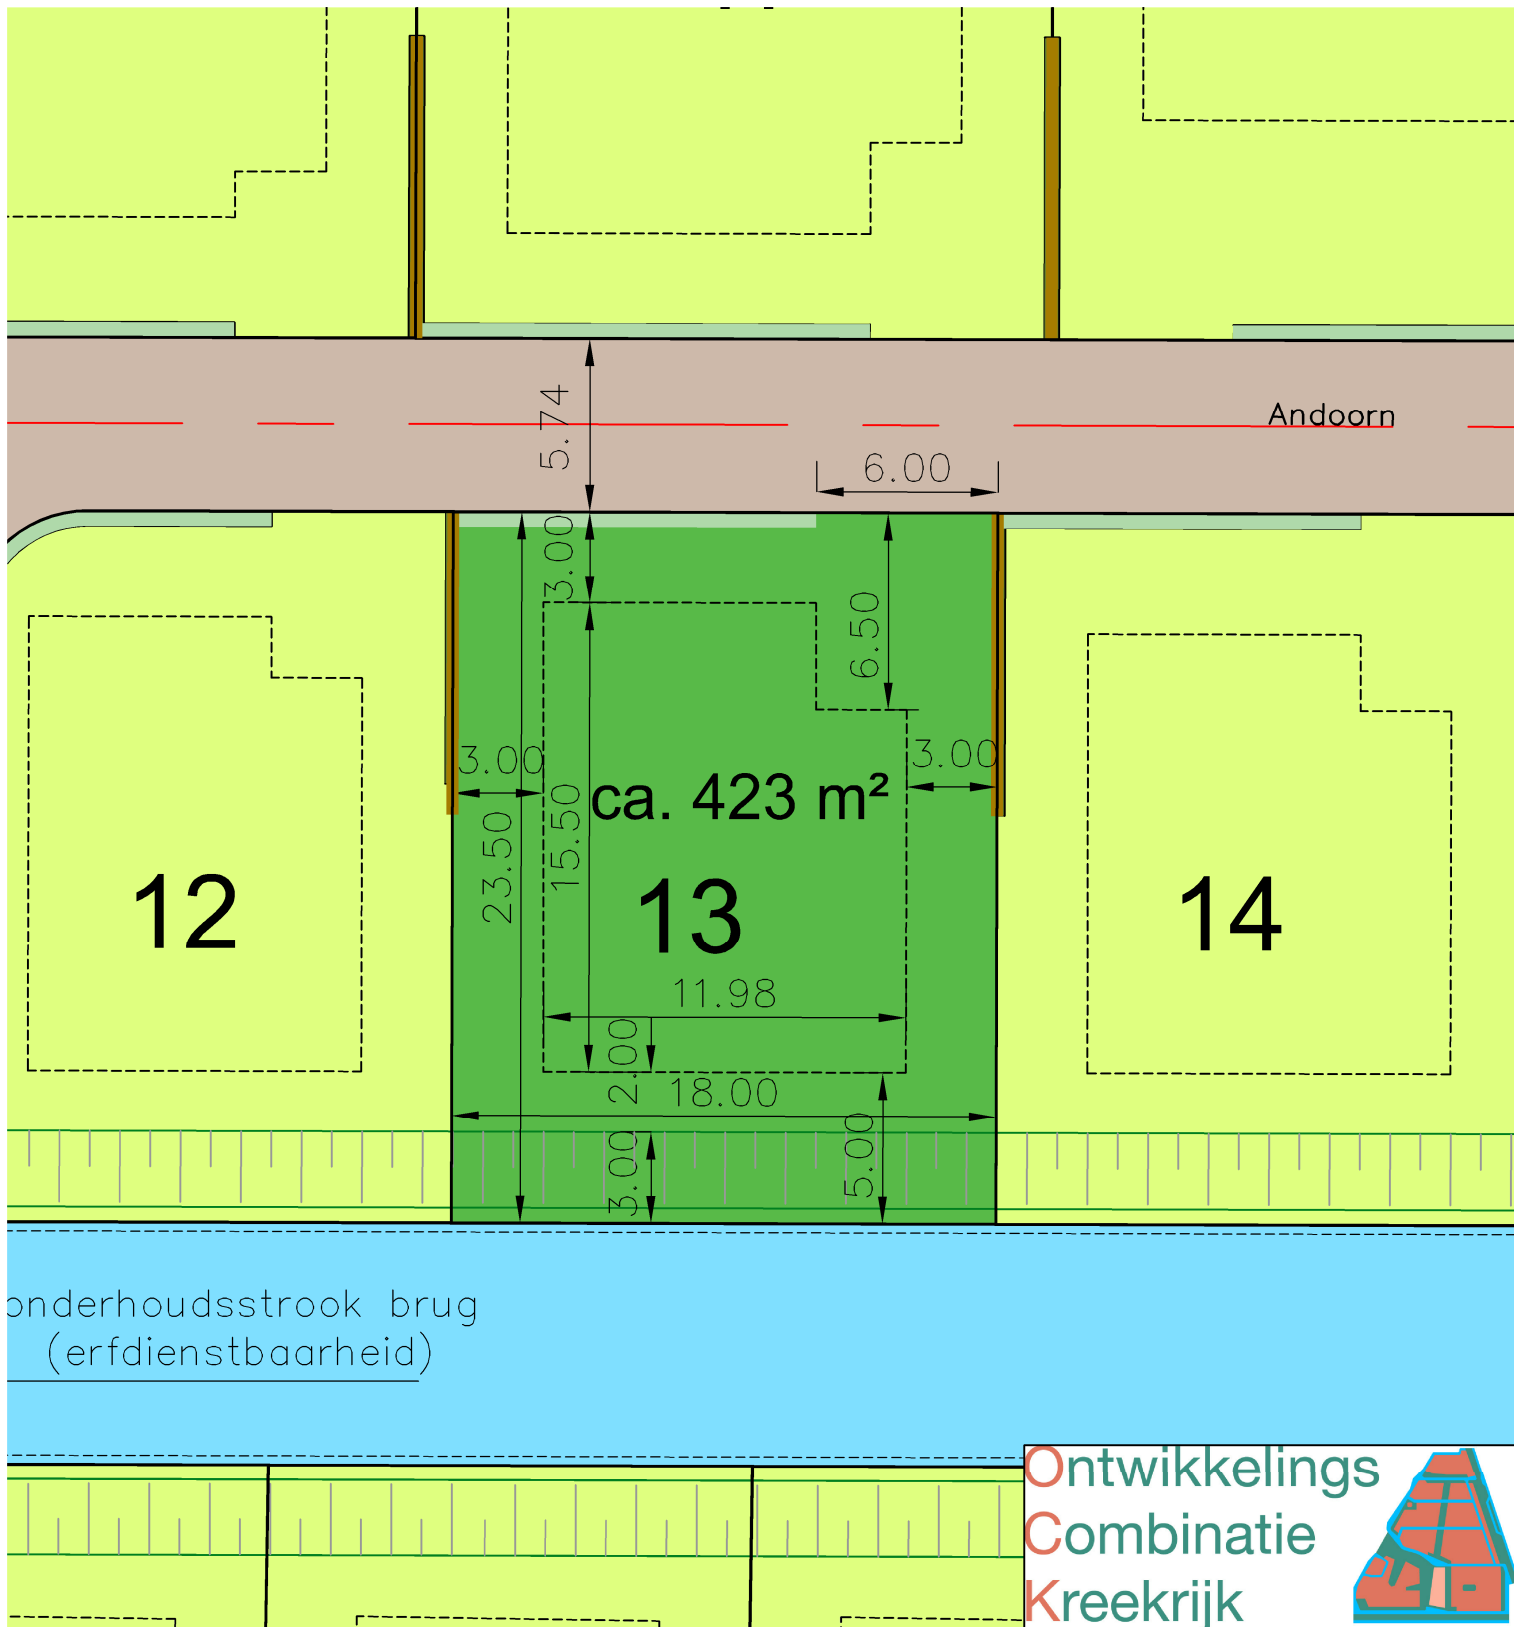 Andoorn
5.74
6.00
3.00
6.50
3.00
3.00
ca. 423 m²
15.50
23.50
12
13
14
11.98
2.00
18.00
3.00
5.00
onderhoudsstrook brug
(erfdienstbaarheid)
Ontwikkelings
Combinatie
Kreekrijk